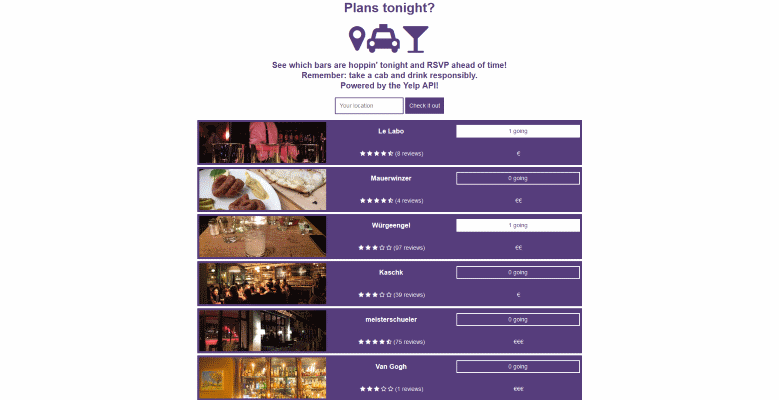 Plans tonight?
See which bars are hoppin' tonight and RSVP ahead of time!
Remember: take a cab and drink responsibly.
Powered by the Yelp API!
Your location
Check it out
Le Labo
1 going
(8 reviews)
€
Mauerwinzer
0 going
(4 reviews)
€€
Würgeengel
1 going
(97 reviews)
€€
Kaschk
0 going
(39 reviews)
€
meisterschueler
0 going
(75 reviews)
€€€
Van Gogh
0 going
(1 reviews)
€€€